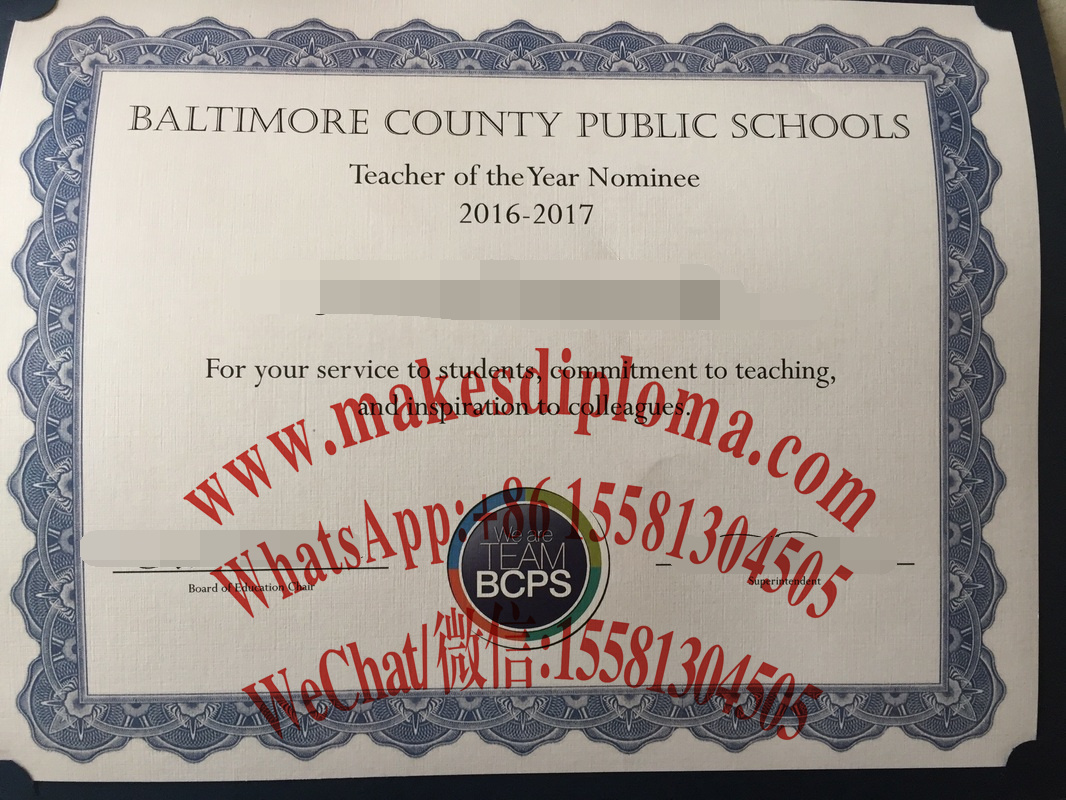 BALTIMORE COUNTY PUBLIC SCHOOLS
Teacher of the Year Nominee
2016-2017
For your service to students, commitment to teaching,
and inspiration to colleagues.
www.makesdiploma.com
WhatsApp:+86 15581304505
We are
TEAM
BCPS
Board of Education Chair
Superintendent
WeChat/微信:15581304505